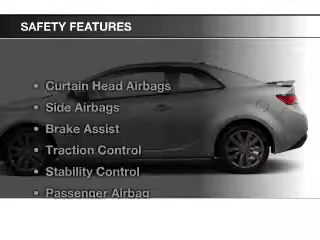 SAFETY FEATURES
• Curtain Head Airbags
• Side Airbags
• Brake Assist
• Traction Control
• Stability Control
• Passenger Airbag